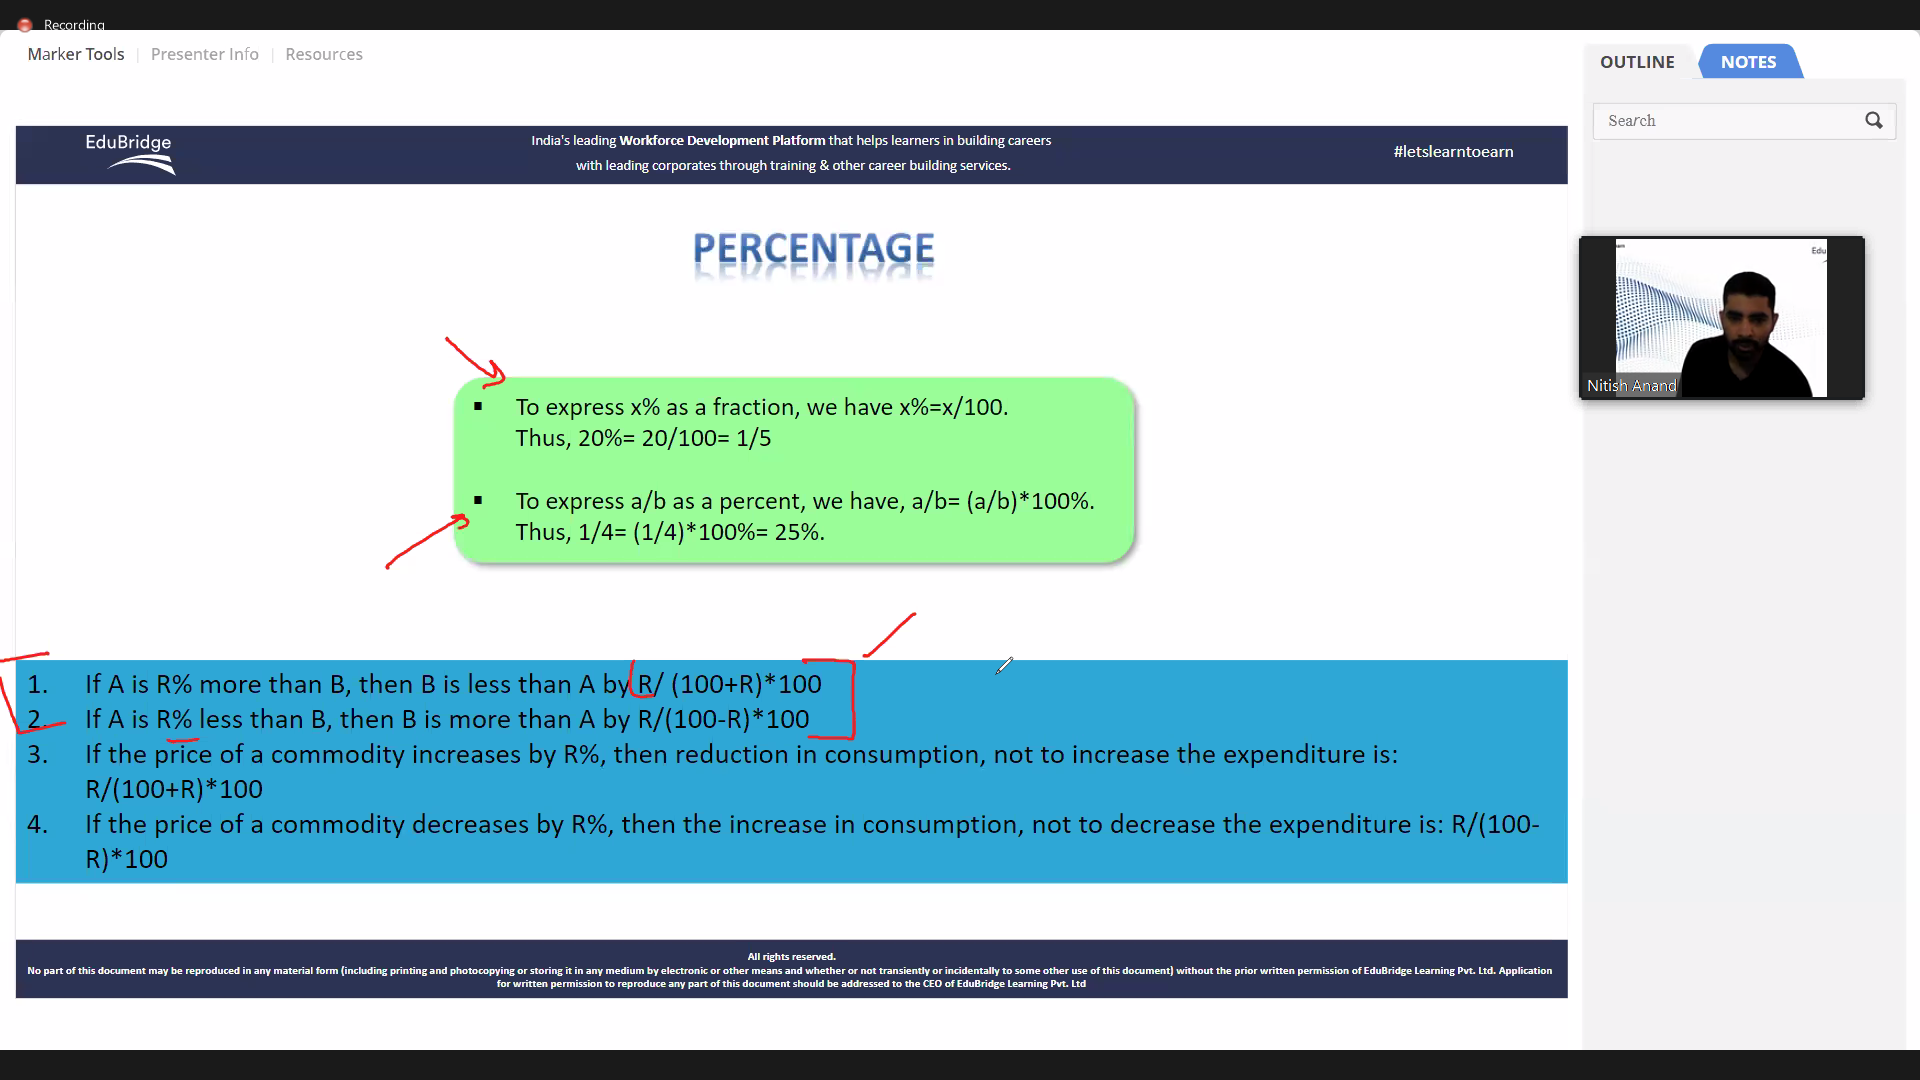 Recording
Marker Tools
Presenter Info
Resources
OUTLINE
NOTES
Search
EduBridge
India's leading Workforce Development Platform that helps learners in building careers
with leading corporates through training & other career building services.
#letslearntoearn
PERCENTAGE
Nitish Anand
▪ To express x% as a fraction, we have x%=x/100.
Thus, 20%= 20/100= 1/5
▪ To express a/b as a percent, we have, a/b= (a/b)*100%.
Thus, 1/4= (1/4)*100%= 25%.
1. If A is R% more than B, then B is less than A by R/ (100+R)*100
2. If A is R% less than B, then B is more than A by R/(100-R)*100
3. If the price of a commodity increases by R%, then reduction in consumption, not to increase the expenditure is:
R/(100+R)*100
4. If the price of a commodity decreases by R%, then the increase in consumption, not to decrease the expenditure is: R/(100-
R)*100
All rights reserved.
No part of this document may be reproduced in any material form (including printing and photocopying or storing it in any medium by electronic or other means and whether or not transiently or incidentally to some other use of this document) without the prior written permission of EduBridge Learning Pvt. Ltd. Application
for written permission to reproduce any part of this document should be addressed to the CEO of EduBridge Learning Pvt. Ltd